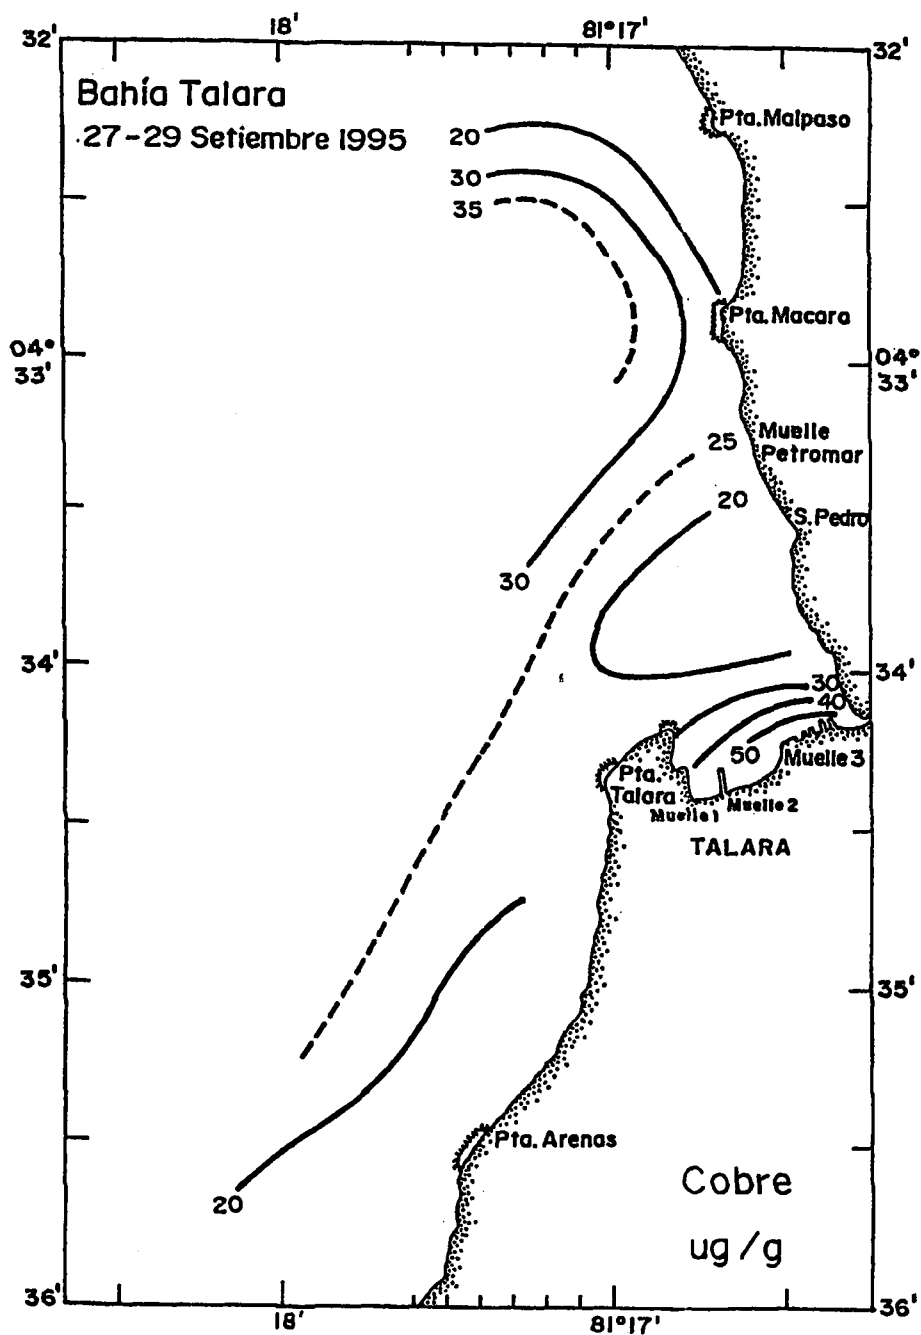 18'
81°17'
32'
32'
Bahía Talara
27-29 Setiembre 1995
20
30
35
Pta.Malpaso
Pta.Macara
04°
33'
04°
33'
25
Muelle
Petromar
20
S.Pedro
30
34'
34'
30
40
50
Muelle 3
Pta.
Talara
Muelle 1
Muelle 2
TALARA
35'
35'
Pta.Arenas
20
Cobre
ug/g
36'
36'
18'
81°17'